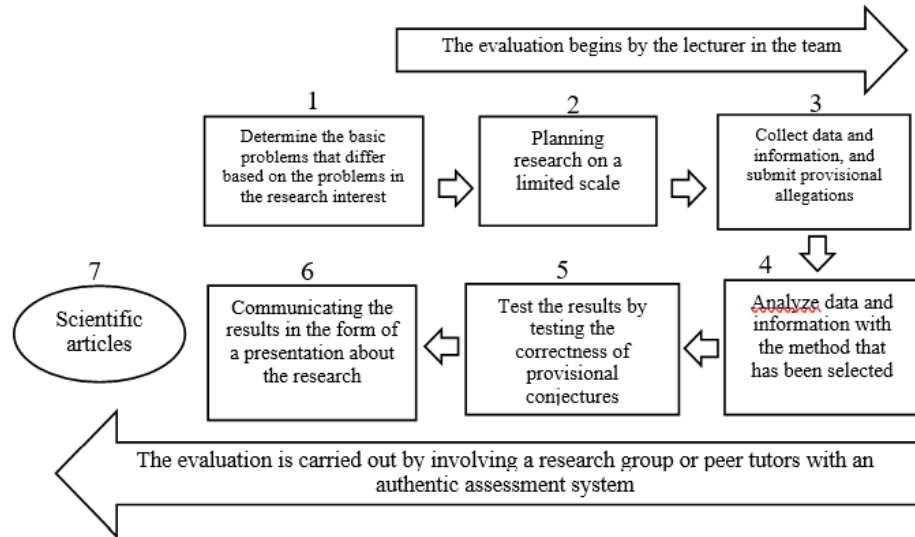 The evaluation begins by the lecturer in the team
1
Determine the basic
problems that differ
based on the problems in
the research interest
2
Planning
research on a
limited scale
3
Collect data and
information, and
submit provisional
allegations
4
Analyze data and
information with
the method that
has been selected
5
Test the results by
testing the
correctness of
provisional
conjectures
6
Communicating the
results in the form of
a presentation about
the research
7
Scientific
articles
The evaluation is carried out by involving a research group or peer tutors with an
authentic assessment system